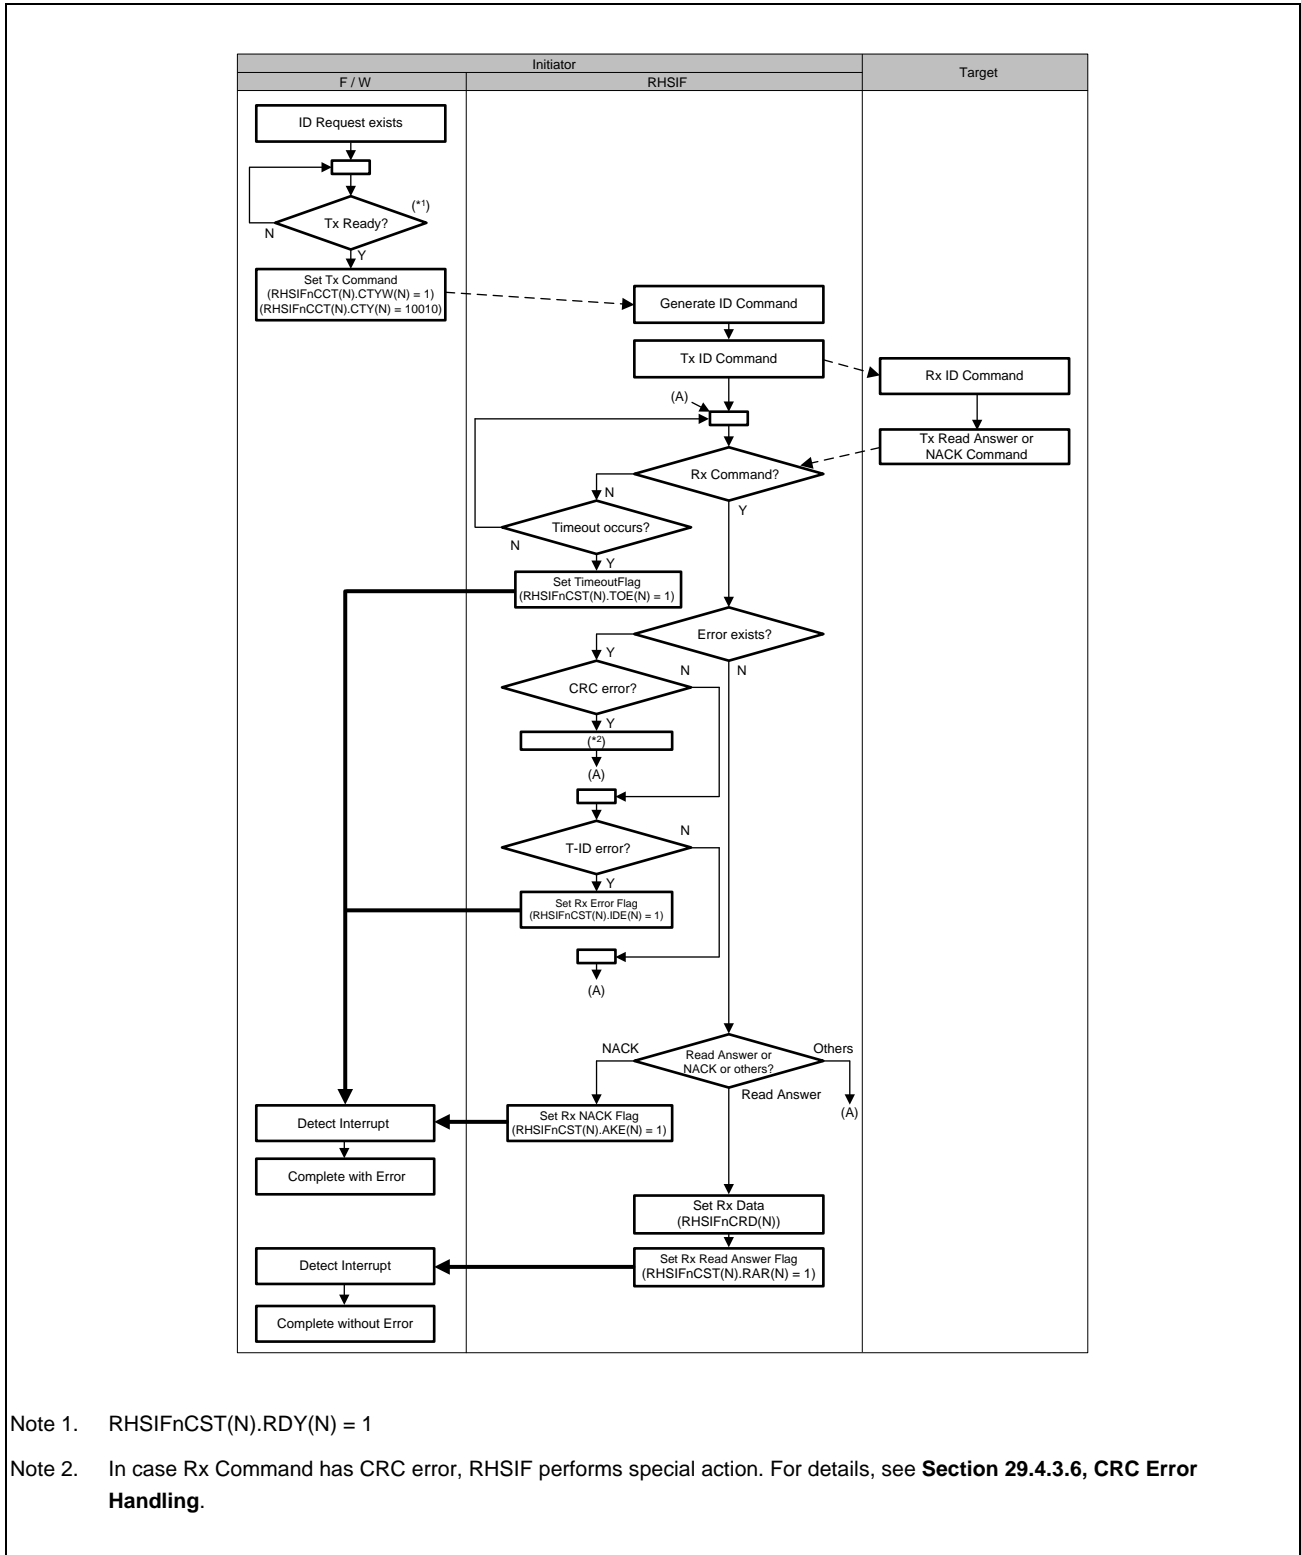 Initiator
Target
F / W
RHSIF
ID Request exists
(*1)
Tx Ready?
N
Y
Set Tx Command
(RHSIFnCCT(N).CTYW(N) = 1)
(RHSIFnCCT(N).CTY(N) = 10010)
Generate ID Command
Tx ID Command
Rx ID Command
(A)
Tx Read Answer or
NACK Command
Rx Command?
N
Y
Timeout occurs?
N
Y
Set TimeoutFlag
(RHSIFnCST(N).TOE(N) = 1)
Error exists?
Y
N
N
CRC error?
Y
(*2)
(A)
N
T-ID error?
Y
Set Rx Error Flag
(RHSIFnCST(N).IDE(N) = 1)
(A)
NACK
Others
Read Answer or
NACK or others?
Read Answer
(A)
Set Rx NACK Flag
(RHSIFnCST(N).AKE(N) = 1)
Detect Interrupt
Complete with Error
Set Rx Data
(RHSIFnCRD(N))
Set Rx Read Answer Flag
(RHSIFnCST(N).RAR(N) = 1)
Detect Interrupt
Complete without Error
Note 1. RHSIFnCST(N).RDY(N) = 1
Note 2. In case Rx Command has CRC error, RHSIF performs special action. For details, see Section 29.4.3.6, CRC Error
Handling.